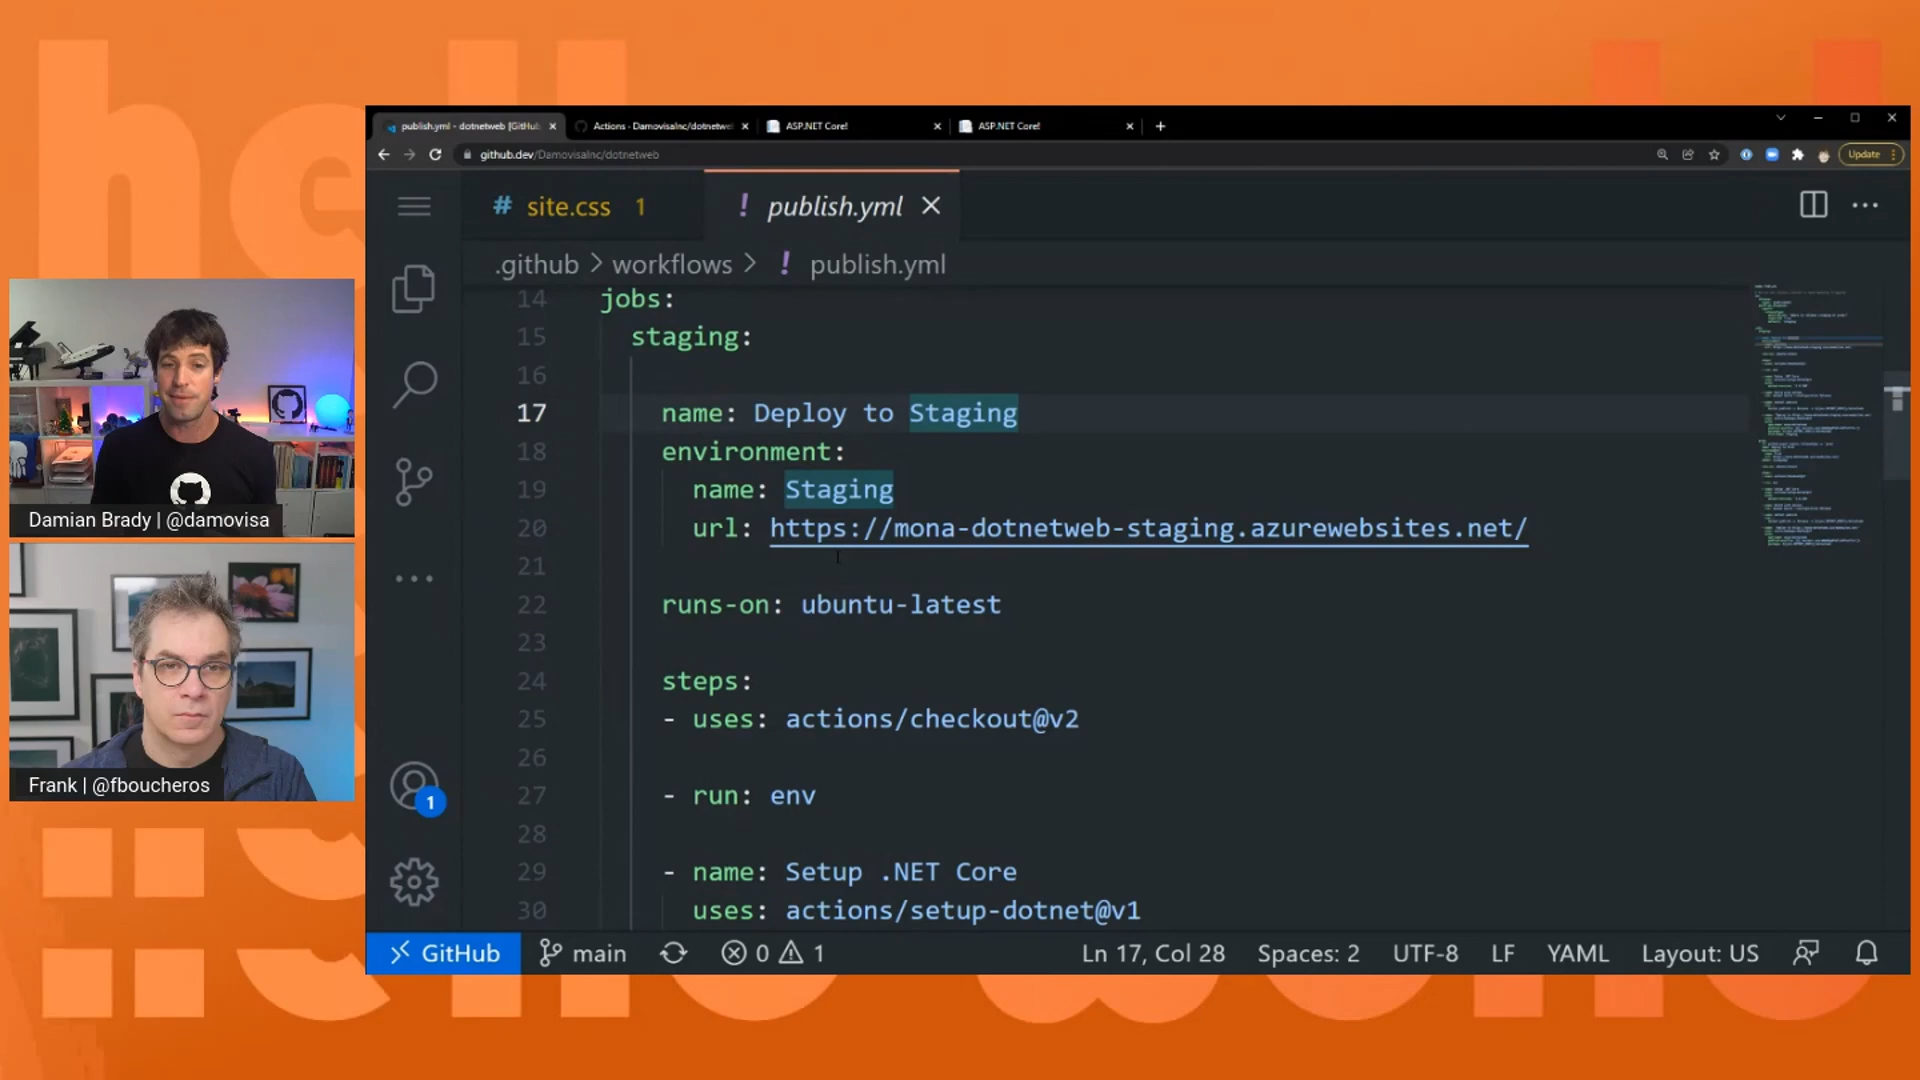 hello
publish.yml - dotnetweb [GitHub
Actions · DamovisaInc/dotnetweb
ASP.NET Core!
ASP.NET Core!
github.dev/DamovisaInc/dotnetweb
Update
# site.css 1
! publish.yml
.github > workflows > ! publish.yml
14 jobs:
15 staging:
16
17 name: Deploy to Staging
18 environment:
19 name: Staging
20 url: https://mona-dotnetweb-staging.azurewebsites.net/
21
22 runs-on: ubuntu-latest
23
24 steps:
25 - uses: actions/checkout@v2
26
27 - run: env
28
29 - name: Setup .NET Core
30 uses: actions/setup-dotnet@v1
1
GitHub main 0 1 Ln 17, Col 28 Spaces: 2 UTF-8 LF YAML Layout: US
Damian Brady | @damovisa
Frank | @fboucheros